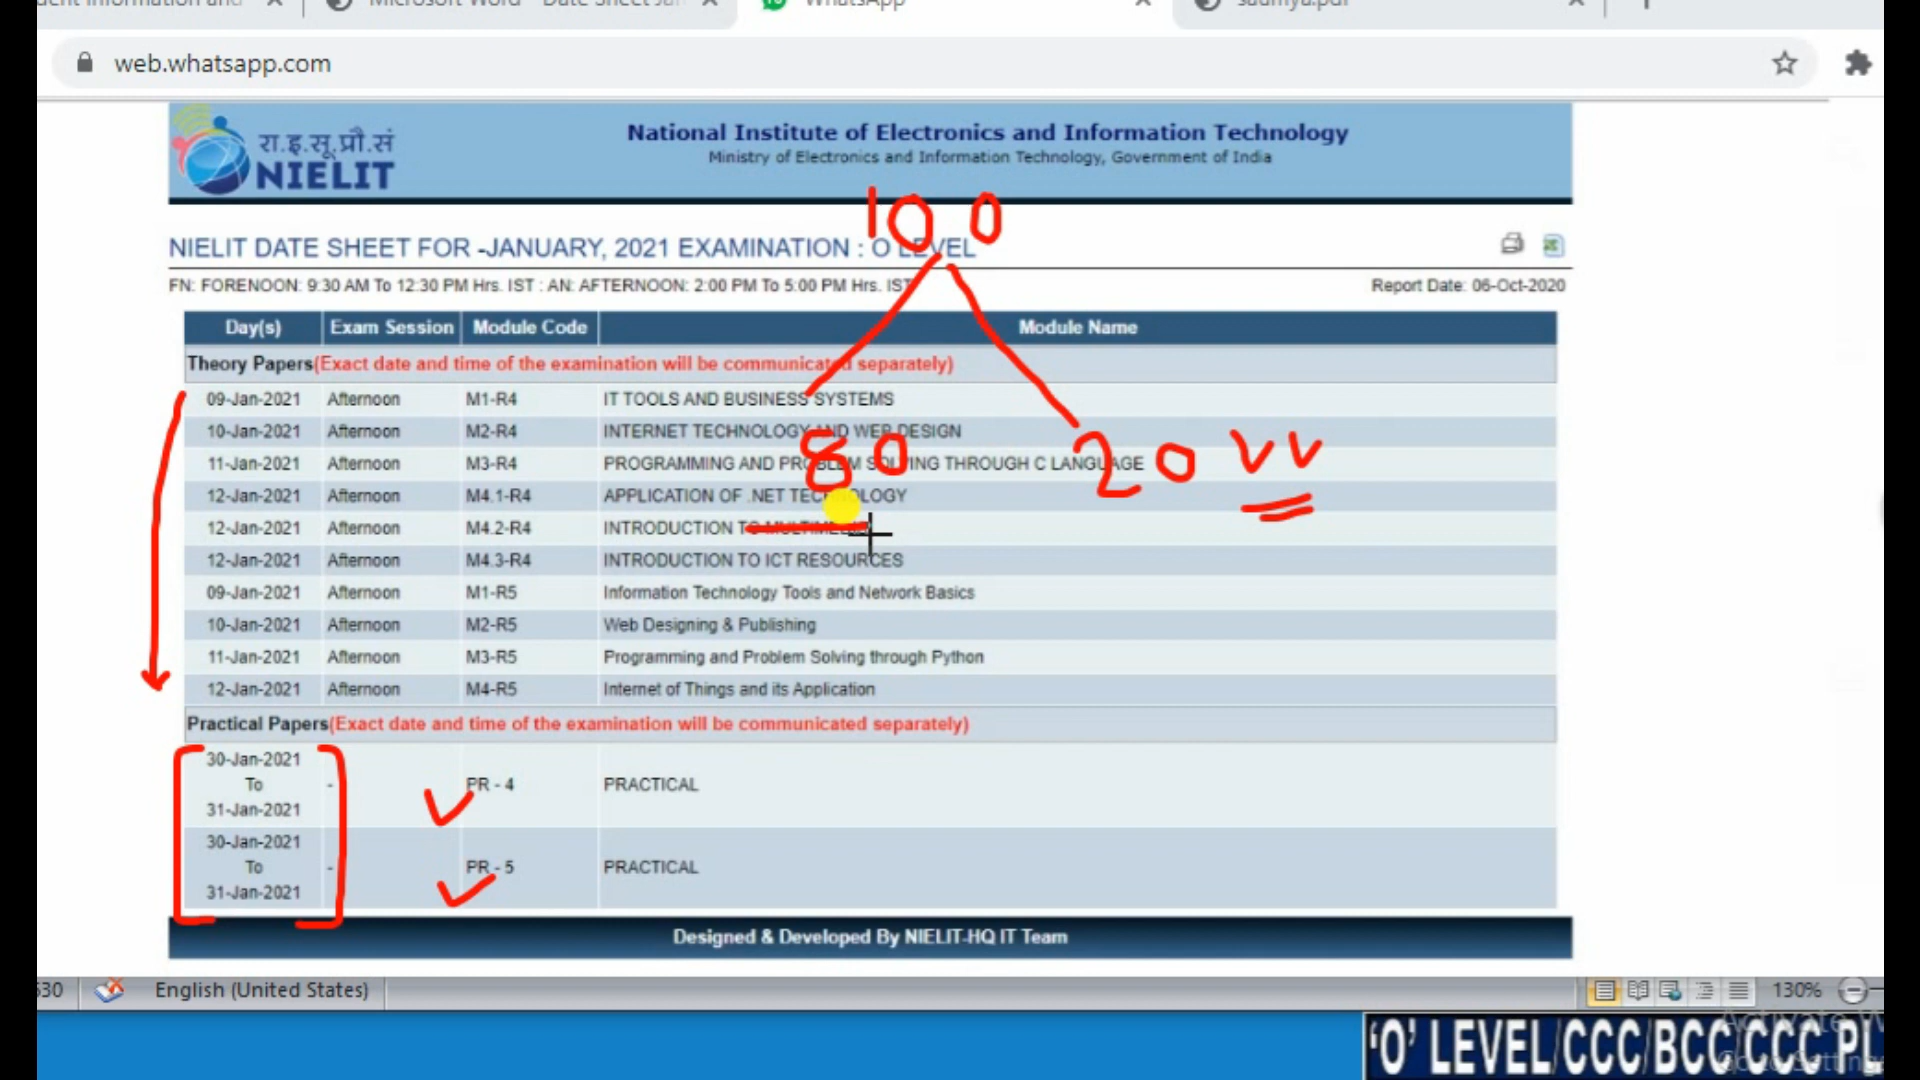 Microsoft Word - Date Sheet Jan
WhatsApp
sadhya.pdf
web.whatsapp.com
रा.इ.सू.प्रौ.सं
NIELIT
National Institute of Electronics and Information Technology
Ministry of Electronics and Information Technology, Government of India
100
NIELIT DATE SHEET FOR -JANUARY, 2021 EXAMINATION : O LEVEL
FN: FORENOON: 9:30 AM To 12:30 PM Hrs. IST : AN: AFTERNOON: 2:00 PM To 5:00 PM Hrs. IST
Report Date: 06-Oct-2020
Day(s) Exam Session Module Code Module Name
Theory Papers(Exact date and time of the examination will be communicated separately)
09-Jan-2021 Afternoon M1-R4 IT TOOLS AND BUSINESS SYSTEMS
10-Jan-2021 Afternoon M2-R4 INTERNET TECHNOLOGY AND WEB DESIGN
80 20
11-Jan-2021 Afternoon M3-R4 PROGRAMMING AND PROBLEM SOLVING THROUGH C LANGUAGE
12-Jan-2021 Afternoon M4.1-R4 APPLICATION OF .NET TECHNOLOGY
12-Jan-2021 Afternoon M4.2-R4 INTRODUCTION TO MULTIMEDIA
12-Jan-2021 Afternoon M4.3-R4 INTRODUCTION TO ICT RESOURCES
09-Jan-2021 Afternoon M1-R5 Information Technology Tools and Network Basics
10-Jan-2021 Afternoon M2-R5 Web Designing & Publishing
11-Jan-2021 Afternoon M3-R5 Programming and Problem Solving through Python
12-Jan-2021 Afternoon M4-R5 Internet of Things and its Application
Practical Papers(Exact date and time of the examination will be communicated separately)
30-Jan-2021
To - PR - 4 PRACTICAL
31-Jan-2021
30-Jan-2021
To - PR - 5 PRACTICAL
31-Jan-2021
Designed & Developed By NIELIT-HQ IT Team
English (United States)
130%
'O' LEVEL/CCC/BCC/CCC PL